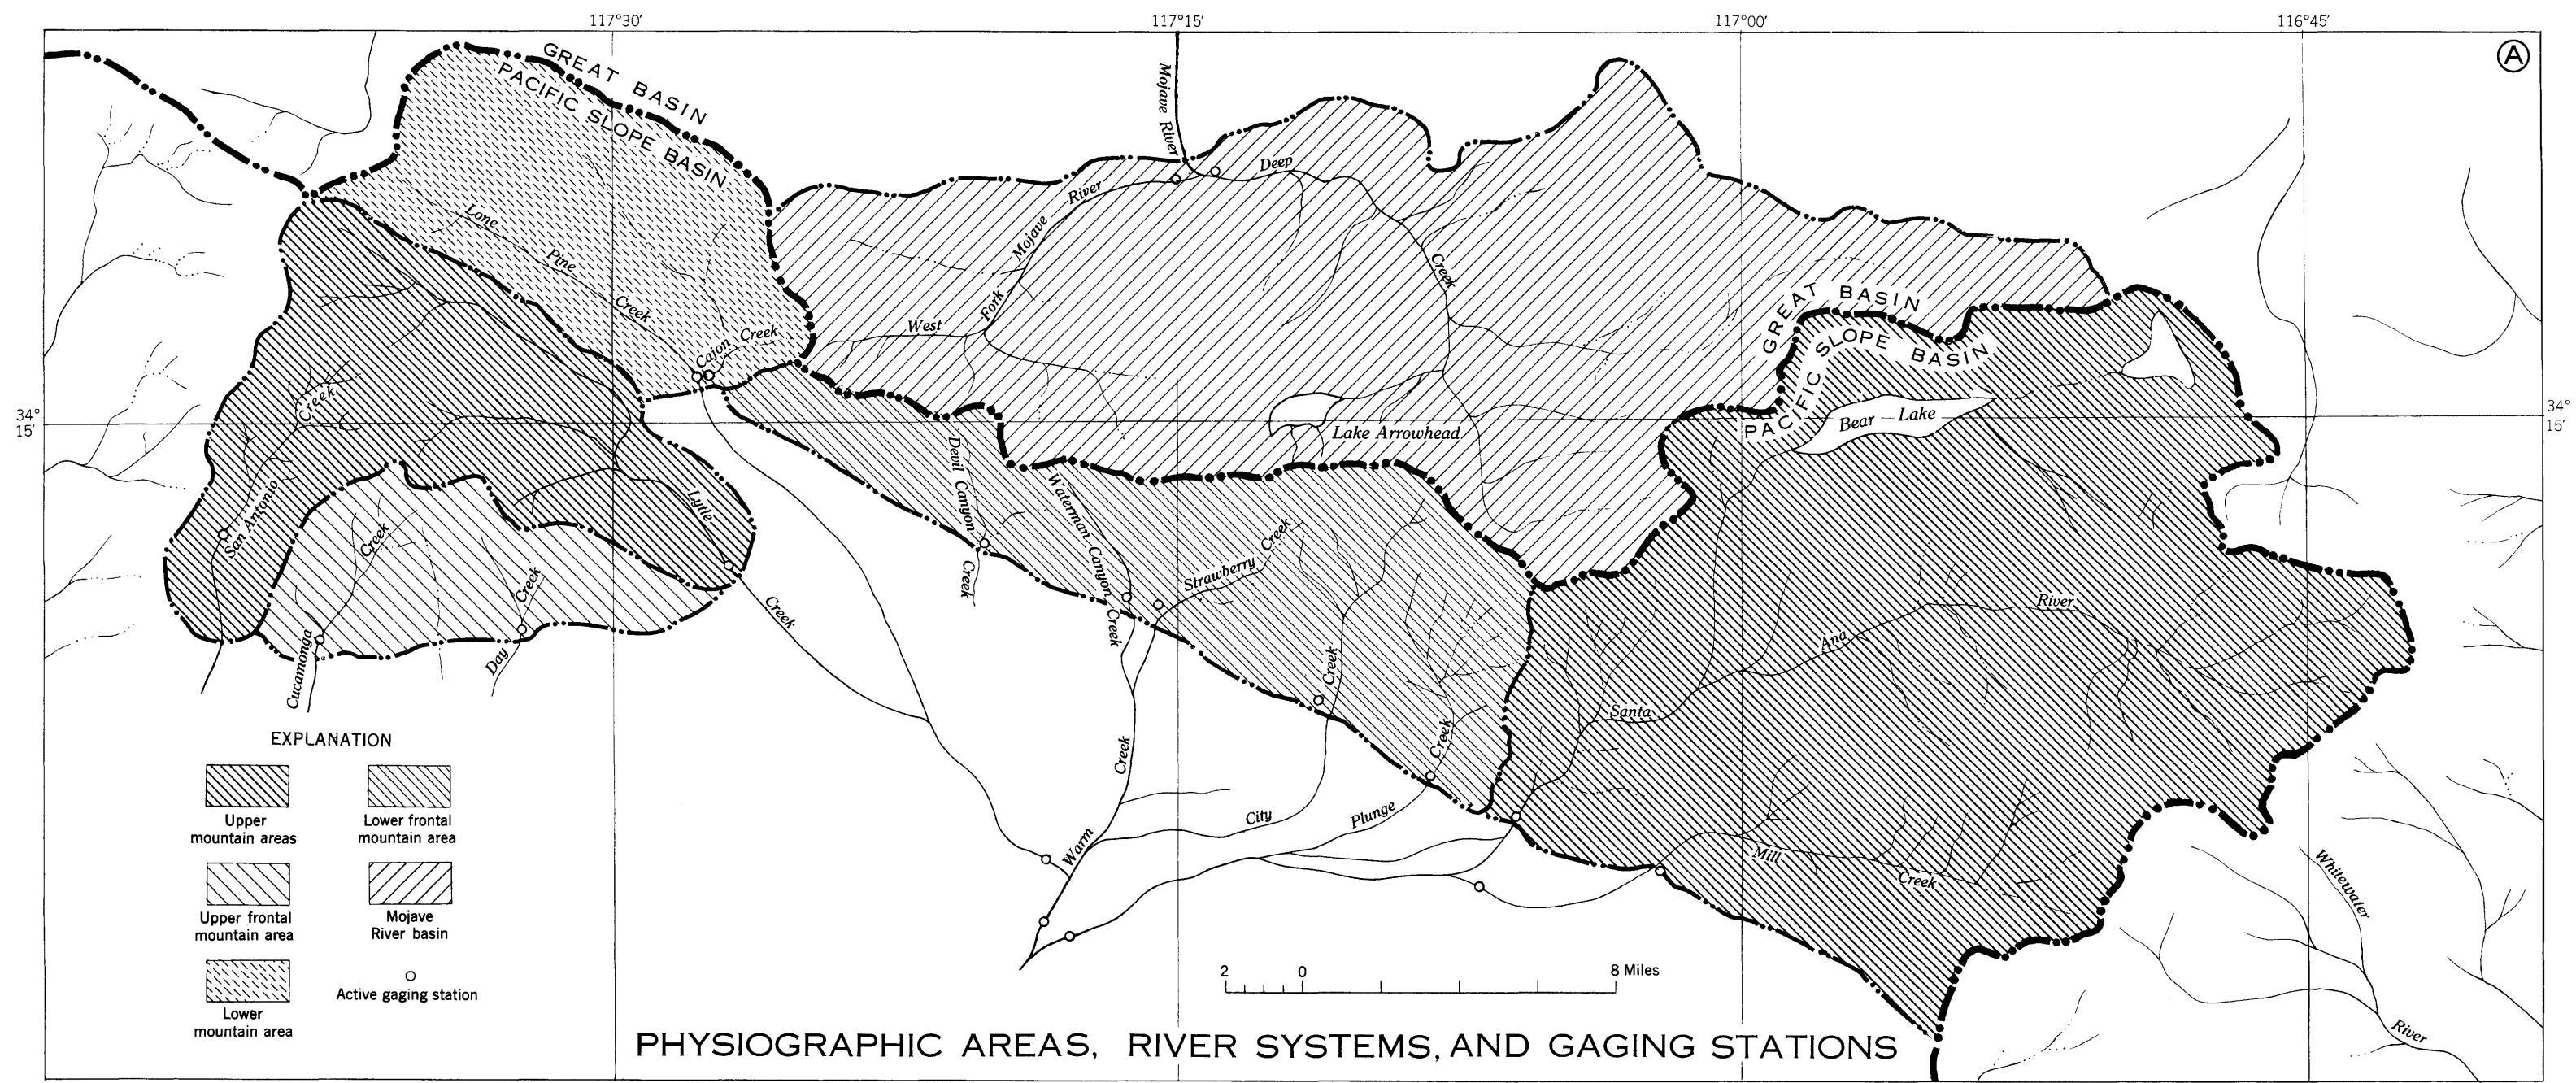 117°30′
117°15′
117°00′
116°45′
A
GREAT BASIN
PACIFIC SLOPE BASIN
Mojave River
Deep
Creek
West Fork Mojave River
Lone Pine Creek
Cajon Creek
GREAT BASIN
PACIFIC SLOPE BASIN
Bear Lake
Lake Arrowhead
34°
15′
34°
15′
San Antonio Creek
Cucamonga Creek
Day Creek
Lytle Creek
Devil Canyon Creek
Waterman Canyon Creek
Strawberry Creek
Warm Creek
City Creek
Plunge Creek
Santa Ana River
Mill Creek
Whitewater River
EXPLANATION
Upper
mountain areas
Lower frontal
mountain area
Upper frontal
mountain area
Mojave
River basin
Lower
mountain area
Active gaging station
2 0 8 Miles
PHYSIOGRAPHIC AREAS, RIVER SYSTEMS, AND GAGING STATIONS